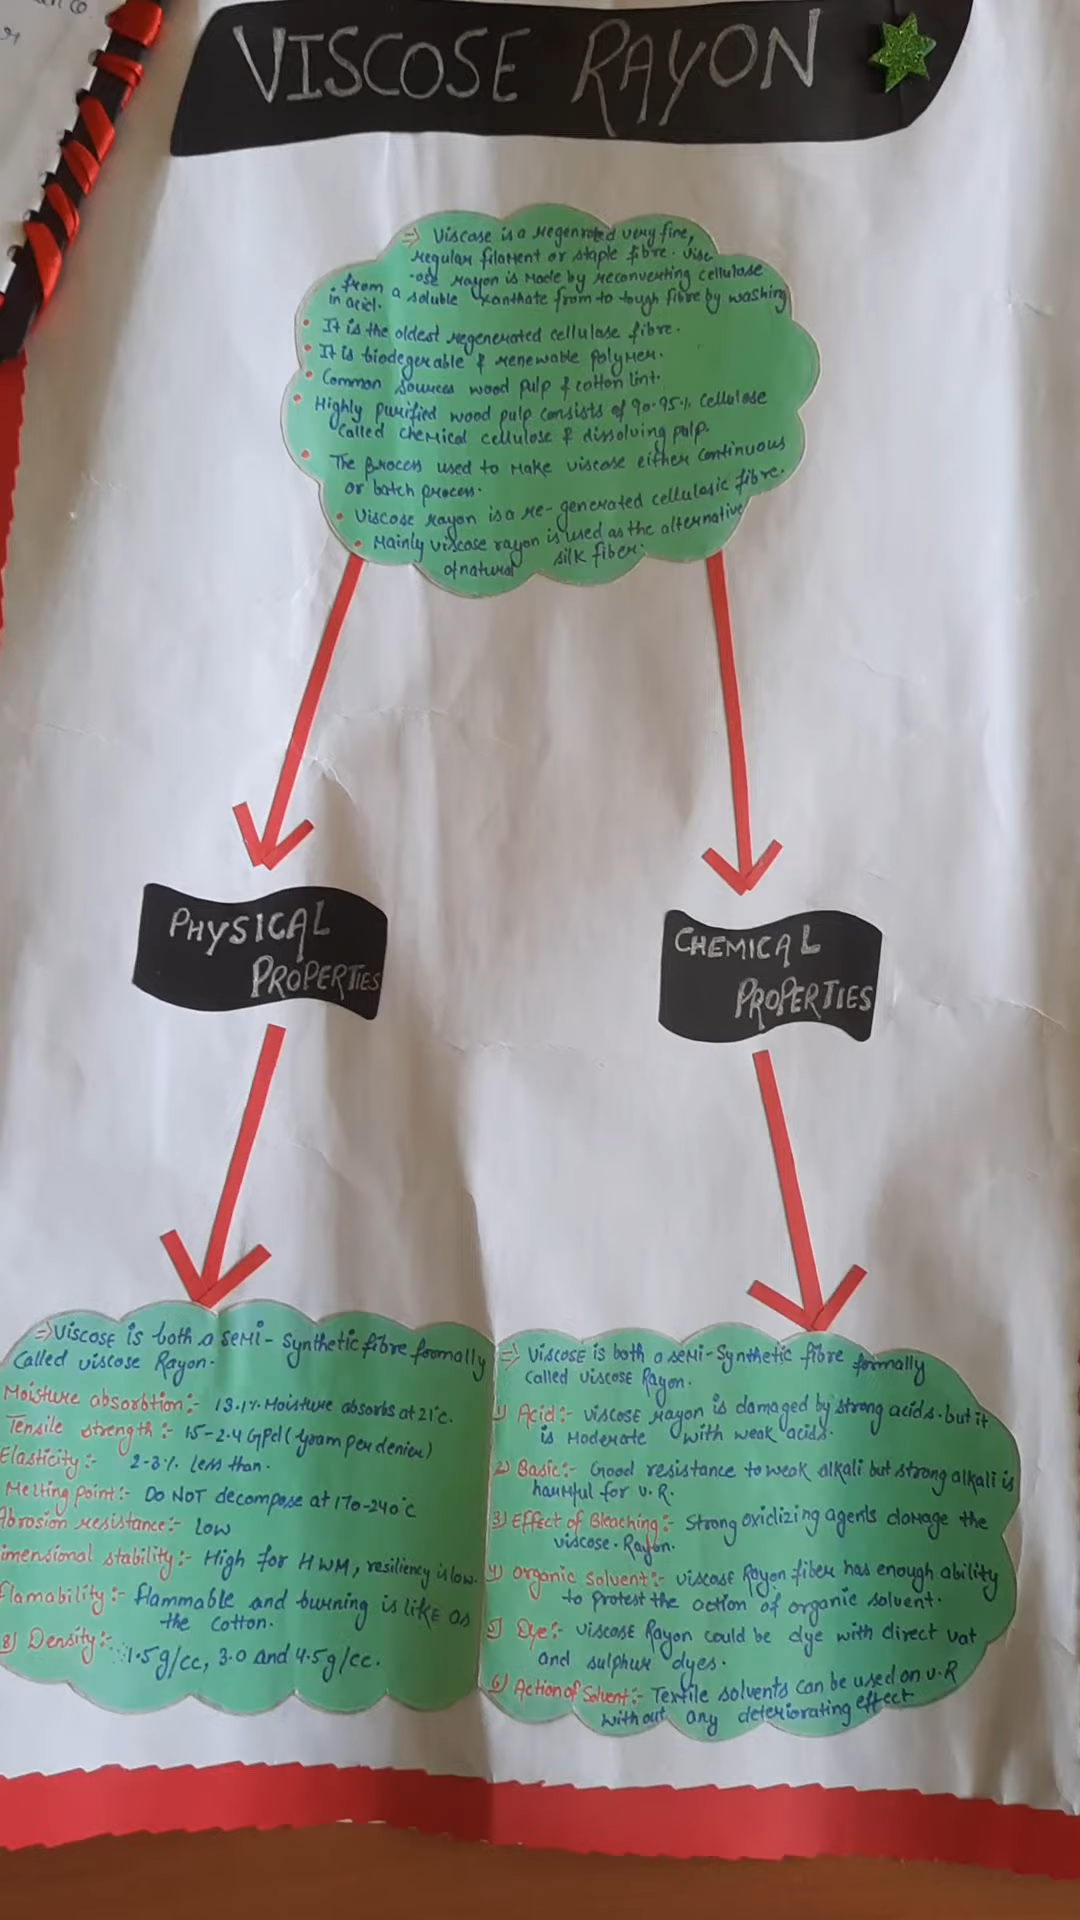 VISCOSE RAYON
⇒ Viscose is a regenrated very fine,
regular filament or staple fibre. Visc
-ose rayon is made by reconverting cellulose
from a soluble xanthate from to tough fibre by washing
in acid.
• It is the oldest regenerated cellulose fibre.
• It is biodegerable & renewable polymer.
• Common sources wood pulp & cotton lint.
• Highly purified wood pulp consists of 90-95% cellulose
called chemical cellulose & dissolving pulp.
• The process used to make viscose either continuous
or batch process.
• Viscose rayon is a re-generated cellulosic fibre.
• Mainly viscose rayon is used as the alternative
of natural silk fiber.
PHYSICAL
PROPERTIES
CHEMICAL
PROPERTIES
⇒ Viscose is both a semi-Synthetic fibre formally
Called viscose Rayon.
Moisture absorbtion:- 13.1% Moisture absorbs at 21°c.
Tensile strength:- 15-2.4 GPd (gram per denier)
Elasticity:- 2-3% less than.
Melting point:- Do NOT decompose at 170-240°c
Abrosion resistance:- Low
imensional stability:- High for HWM, resiliency is low.
flamability:- flammable and burning is like as
the cotton.
8) Density:- 1.5g/cc, 3.0 and 4.5g/cc.
⇒ Viscose is both a semi-Synthetic fibre formally
Called viscose Rayon.
1) Acid:- Viscose rayon is damaged by strong acids. but it
is Moderate with weak acids.
2) Basic:- Good resistance to weak alkali but strong alkali is
harmful for V.R.
3) Effect of Bleaching:- Strong oxidizing agents damage the
viscose-Rayon.
4) Organic Solvent:- Viscose Rayon fiber has enough ability
to protest the action of organic solvent.
5) Dye:- Viscose Rayon could be dye with direct vat
and sulphur dyes.
6) Action of Solvent:- Textile solvents can be used on V.R
without any deteriorating effect